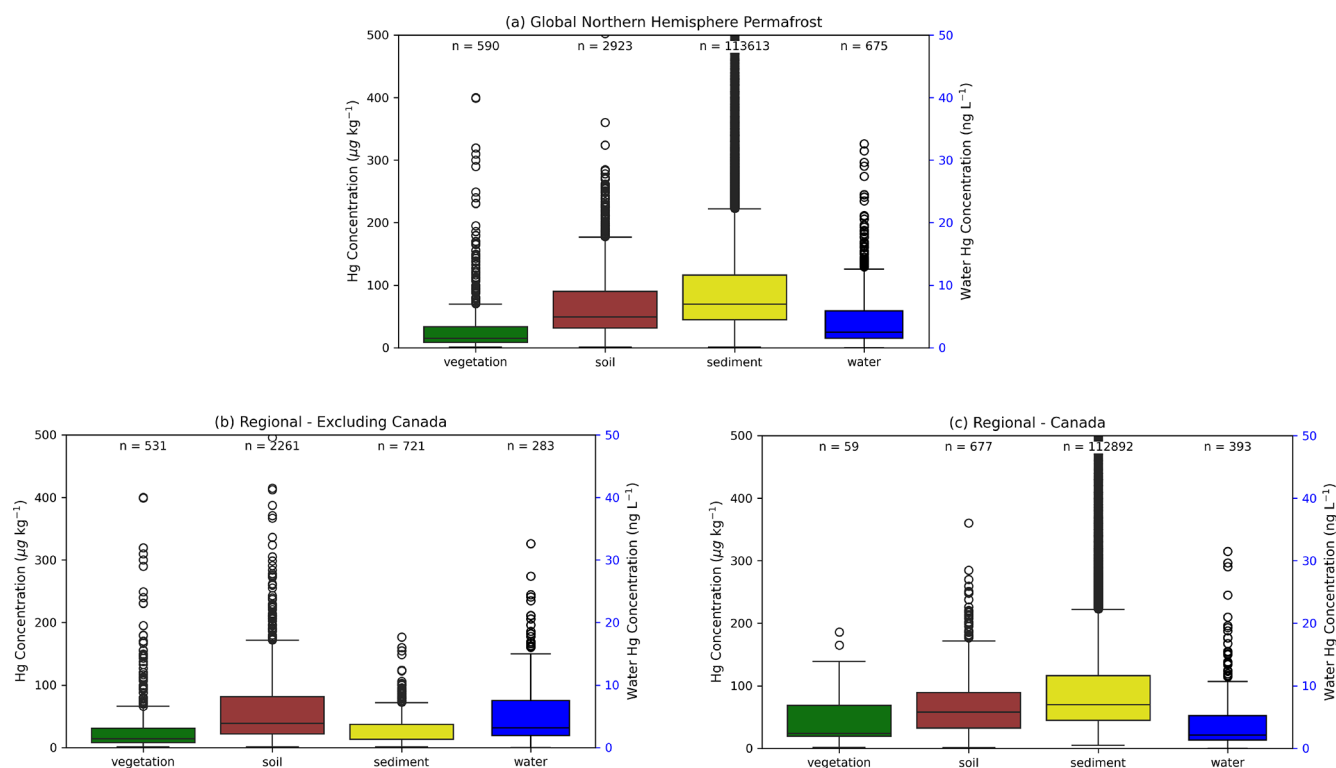 (a) Global Northern Hemisphere Permafrost
n = 590 n = 2923 n = 113613 n = 675
Hg Concentration (μg kg⁻¹)
500
400
300
200
100
0
Water Hg Concentration (ng L⁻¹)
50
40
30
20
10
0
vegetation soil sediment water
(b) Regional - Excluding Canada
n = 531 n = 2261 n = 721 n = 283
Hg Concentration (μg kg⁻¹)
500
400
300
200
100
0
Water Hg Concentration (ng L⁻¹)
50
40
30
20
10
0
vegetation soil sediment water
(c) Regional - Canada
n = 59 n = 677 n = 112892 n = 393
Hg Concentration (μg kg⁻¹)
500
400
300
200
100
0
Water Hg Concentration (ng L⁻¹)
50
40
30
20
10
0
vegetation soil sediment water